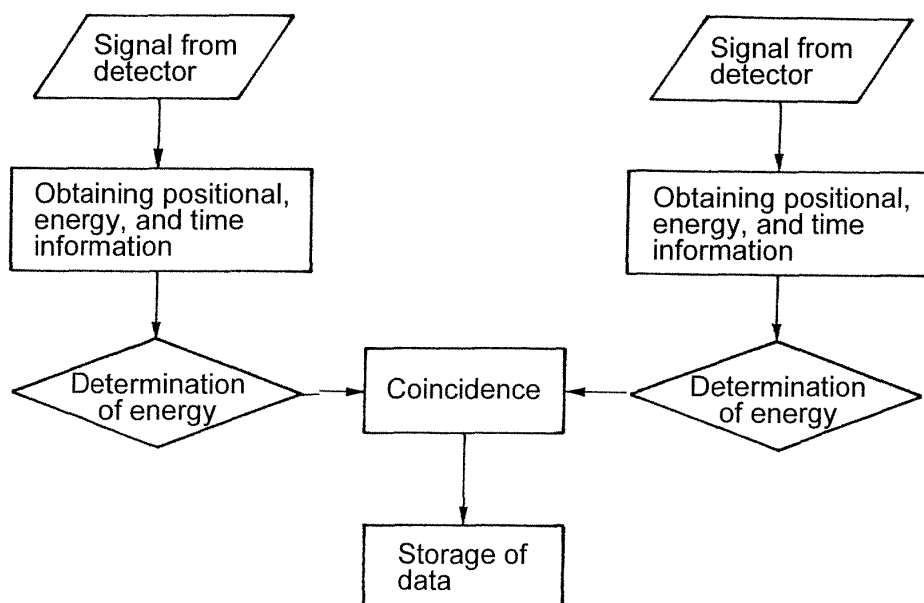 Signal from
detector
Signal from
detector
Obtaining positional,
energy, and time
information
Obtaining positional,
energy, and time
information
Determination
of energy
Coincidence
Determination
of energy
Storage of
data